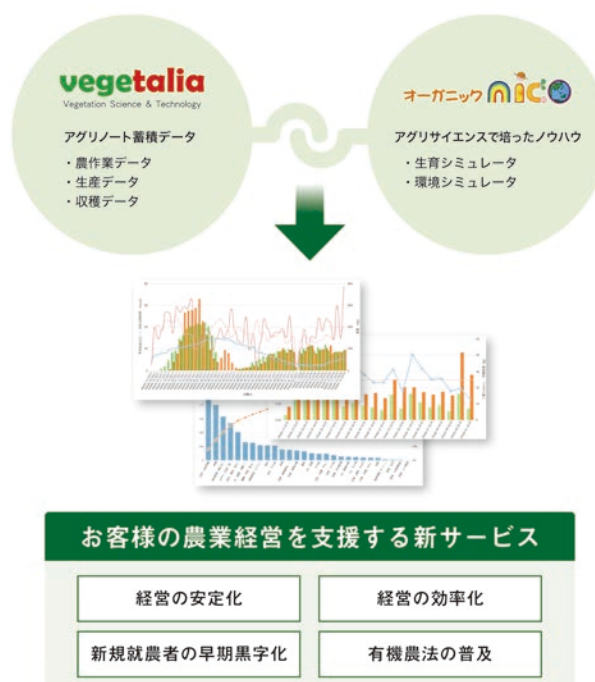 vegetalia
Vegetation Science & Technology
アグリノート蓄積データ
・農作業データ
・生産データ
・収穫データ
オーガニック nico
アグリサイエンスで培ったノウハウ
・生育シミュレータ
・環境シミュレータ
お客様の農業経営を支援する新サービス
経営の安定化
経営の効率化
新規就農者の早期黒字化
有機農法の普及